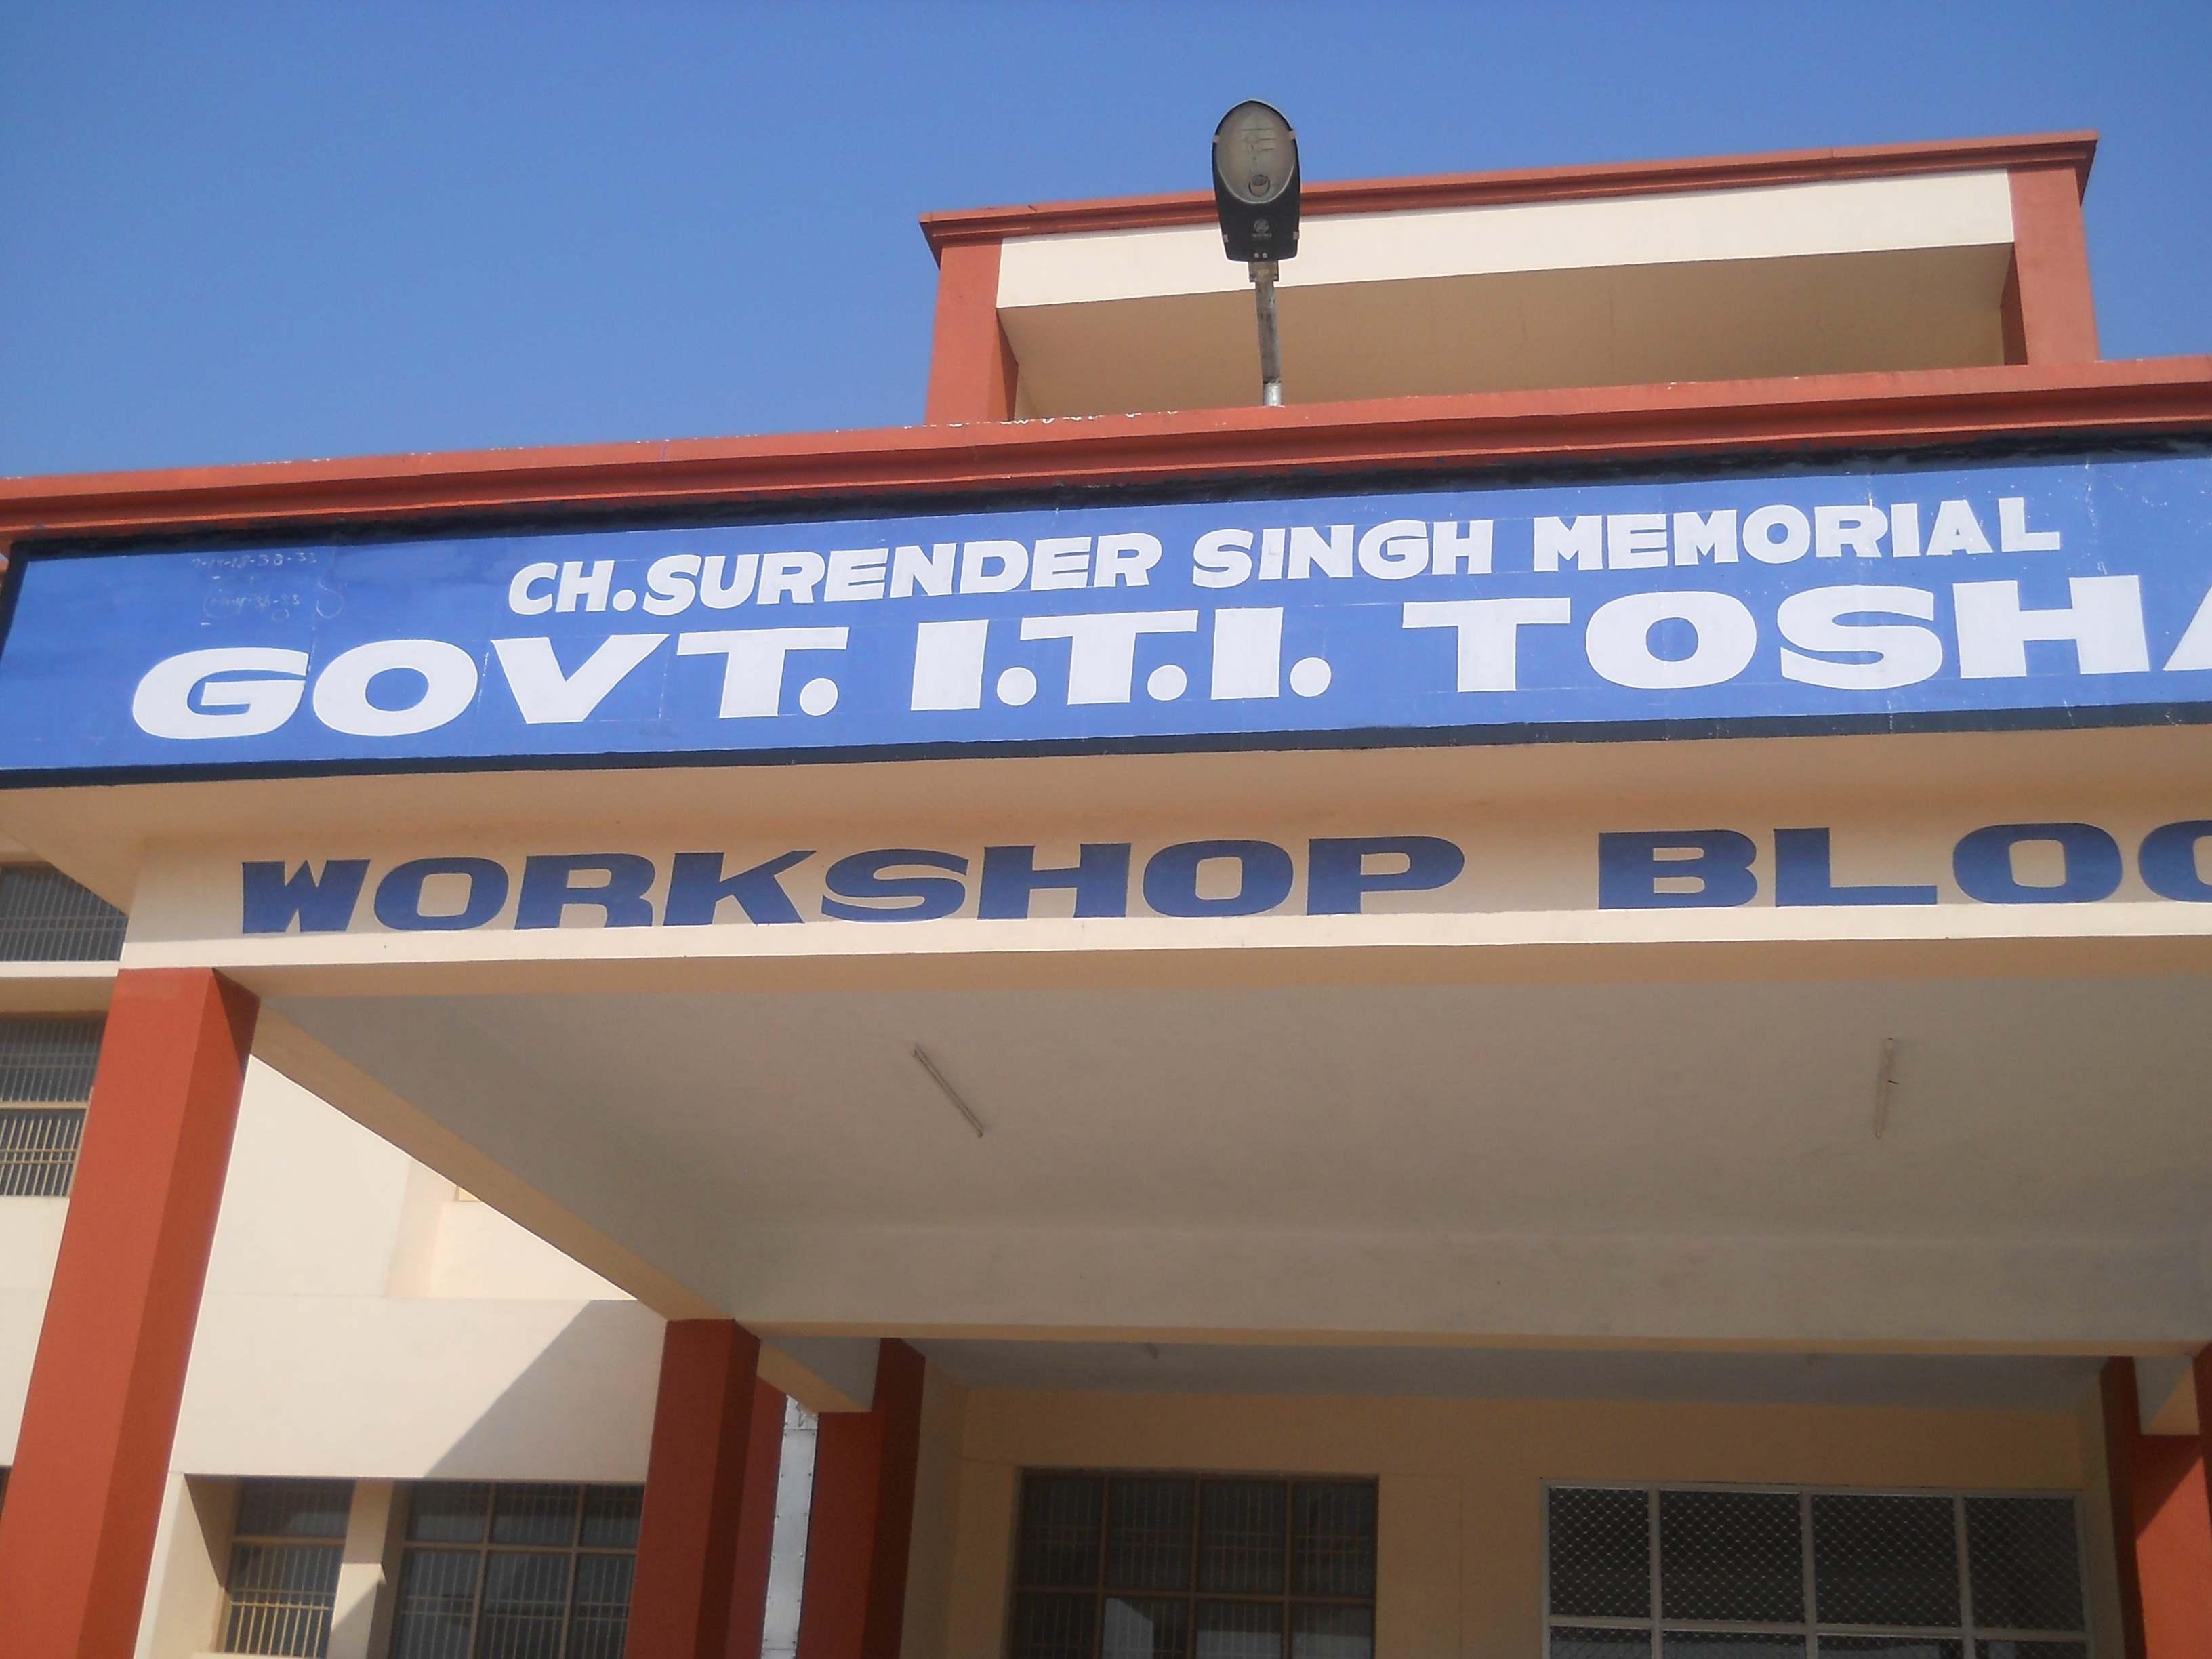 CH. SURENDER SINGH MEMORIAL
GOVT. I.T.I. TOSHA
WORKSHOP BLOC